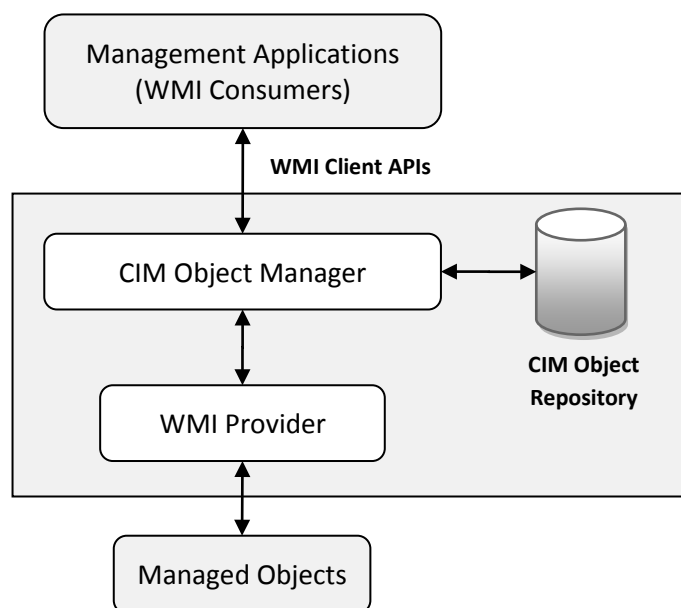 Management Applications
(WMI Consumers)
WMI Client APIs
CIM Object Manager
CIM Object
Repository
WMI Provider
Managed Objects